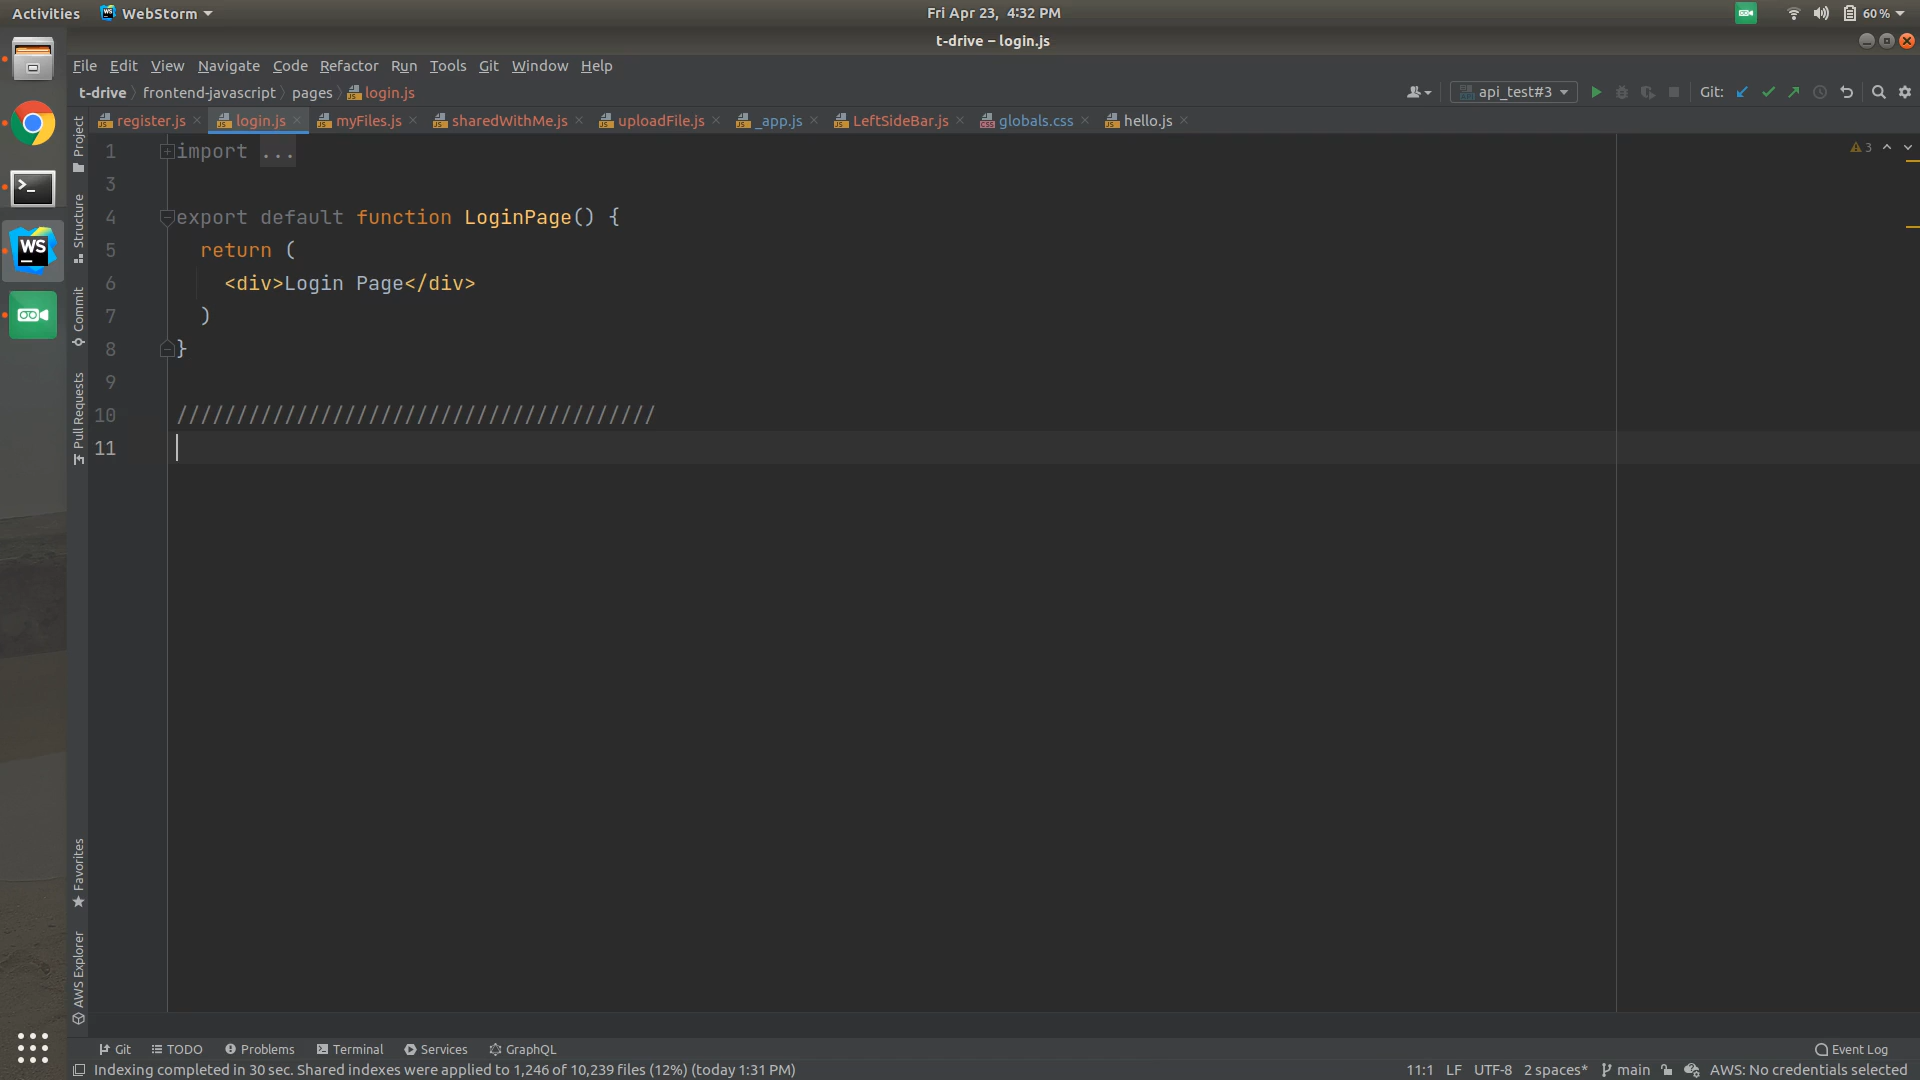 Activities WebStorm Fri Apr 23, 4:32 PM 60%
t-drive – login.js
File Edit View Navigate Code Refactor Run Tools Git Window Help
t-drive frontend-javascript pages login.js api_test#3 Git:
register.js login.js myFiles.js sharedWithMe.js uploadFile.js _app.js LeftSideBar.js globals.css hello.js
1 import ... 3
3
4 export default function LoginPage() {
5 return (
6 <div>Login Page</div>
7 )
8 }
9
10 ////////////////////////////////////////
11
Project
Structure
Commit
Pull Requests
Favorites
AWS Explorer
WS
Git TODO Problems Terminal Services GraphQL Event Log
Indexing completed in 30 sec. Shared indexes were applied to 1,246 of 10,239 files (12%) (today 1:31 PM) 11:1 LF UTF-8 2 spaces* main AWS: No credentials selected